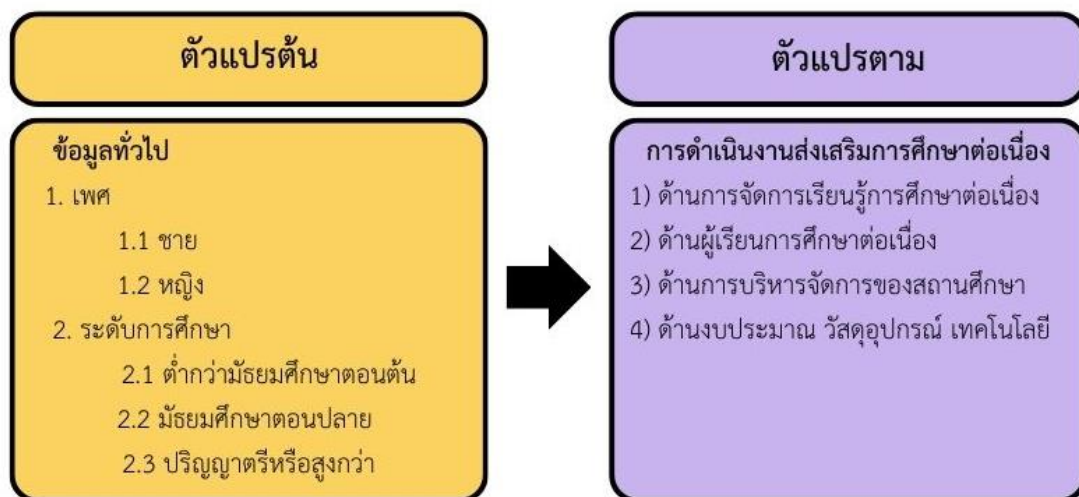 ตัวแปรต้น
ข้อมูลทั่วไป
1. เพศ
1.1 ชาย
1.2 หญิง
2. ระดับการศึกษา
2.1 ต่ำกว่ามัธยมศึกษาตอนต้น
2.2 มัธยมศึกษาตอนปลาย
2.3 ปริญญาตรีหรือสูงกว่า
ตัวแปรตาม
การดำเนินงานส่งเสริมการศึกษาต่อเนื่อง
1) ด้านการจัดการเรียนรู้การศึกษาต่อเนื่อง
2) ด้านผู้เรียนการศึกษาต่อเนื่อง
3) ด้านการบริหารจัดการของสถานศึกษา
4) ด้านงบประมาณ วัสดุอุปกรณ์ เทคโนโลยี